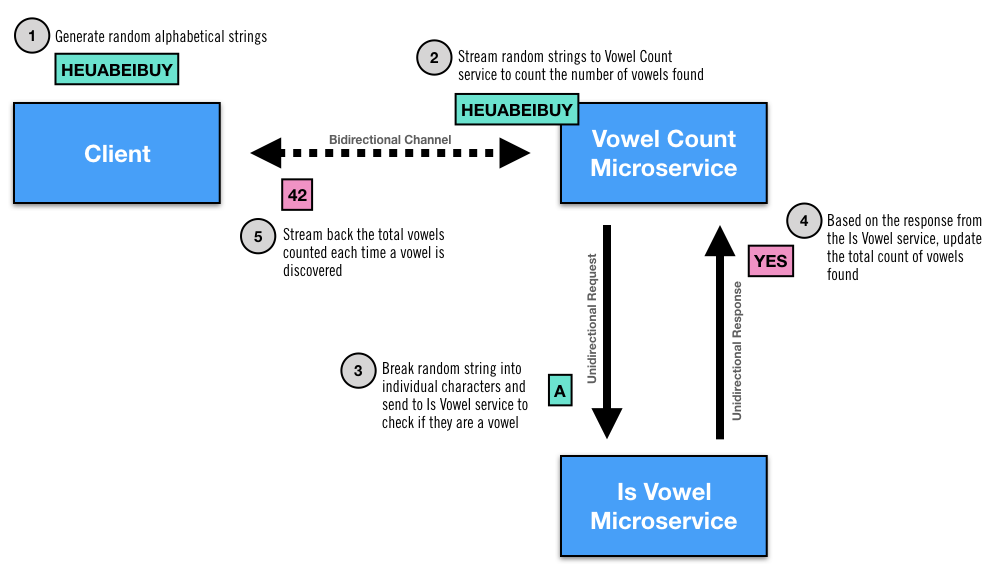 1
Generate random alphabetical strings
HEUABEIBUY
Client
2
Stream random strings to Vowel Count
service to count the number of vowels found
HEUABEIBUY
Vowel Count
Microservice
Bidirectional Channel
42
5
Stream back the total vowels
counted each time a vowel is
discovered
4
Based on the response from
the Is Vowel service, update
the total count of vowels
found
YES
Unidirectional Request
Unidirectional Response
3
Break random string into
individual characters and
send to Is Vowel service to
check if they are a vowel
A
Is Vowel
Microservice